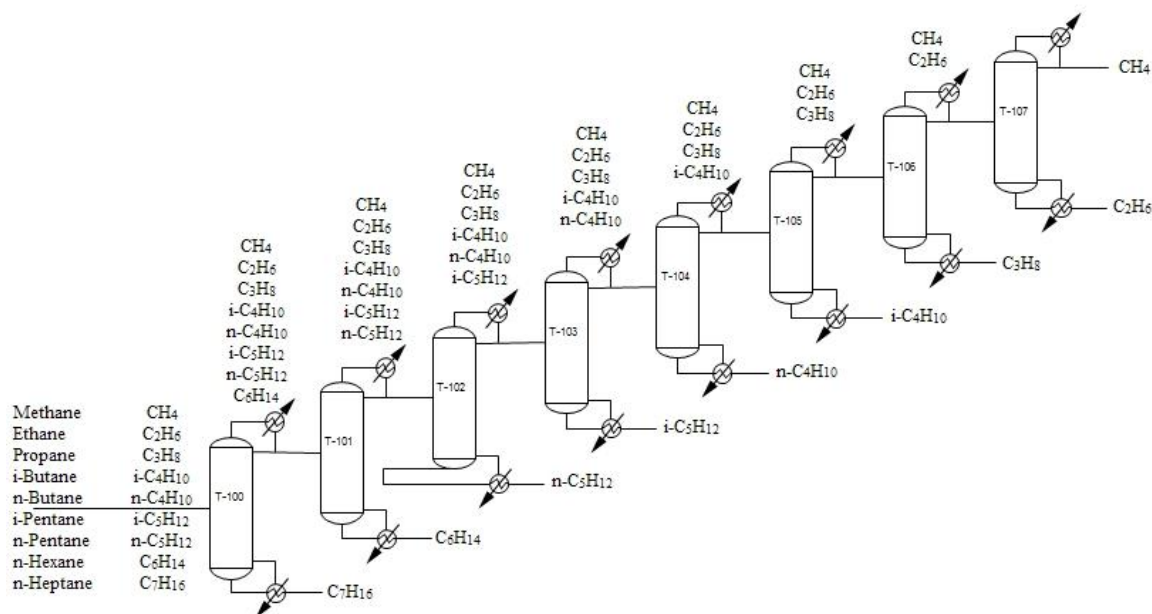 CH4
C2H6
C3H8
i-C4H10
n-C4H10
i-C5H12
n-C5H12
C6H14
CH4
C2H6
C3H8
i-C4H10
n-C4H10
i-C5H12
n-C5H12
CH4
C2H6
C3H8
i-C4H10
n-C4H10
i-C5H12
CH4
C2H6
C3H8
i-C4H10
n-C4H10
CH4
C2H6
C3H8
i-C4H10
CH4
C2H6
C3H8
CH4
C2H6
T-107
CH4
C2H6
T-106
C3H8
T-105
i-C4H10
T-104
n-C4H10
T-103
i-C5H12
T-102
n-C5H12
T-101
C6H14
T-100
C7H16
Methane CH4
Ethane C2H6
Propane C3H8
i-Butane i-C4H10
n-Butane n-C4H10
i-Pentane i-C5H12
n-Pentane n-C5H12
n-Hexane C6H14
n-Heptane C7H16